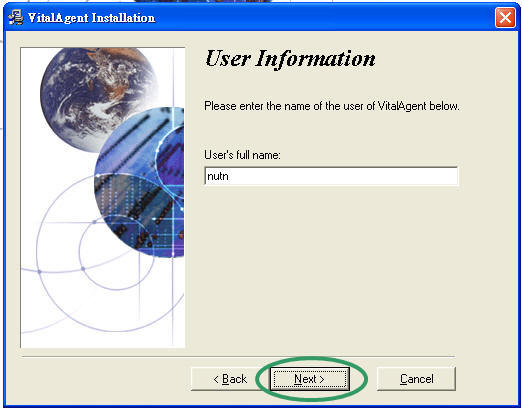 VitalAgent Installation
User Information
Please enter the name of the user of VitalAgent below.
User's full name:
nutn
< Back Next > Cancel